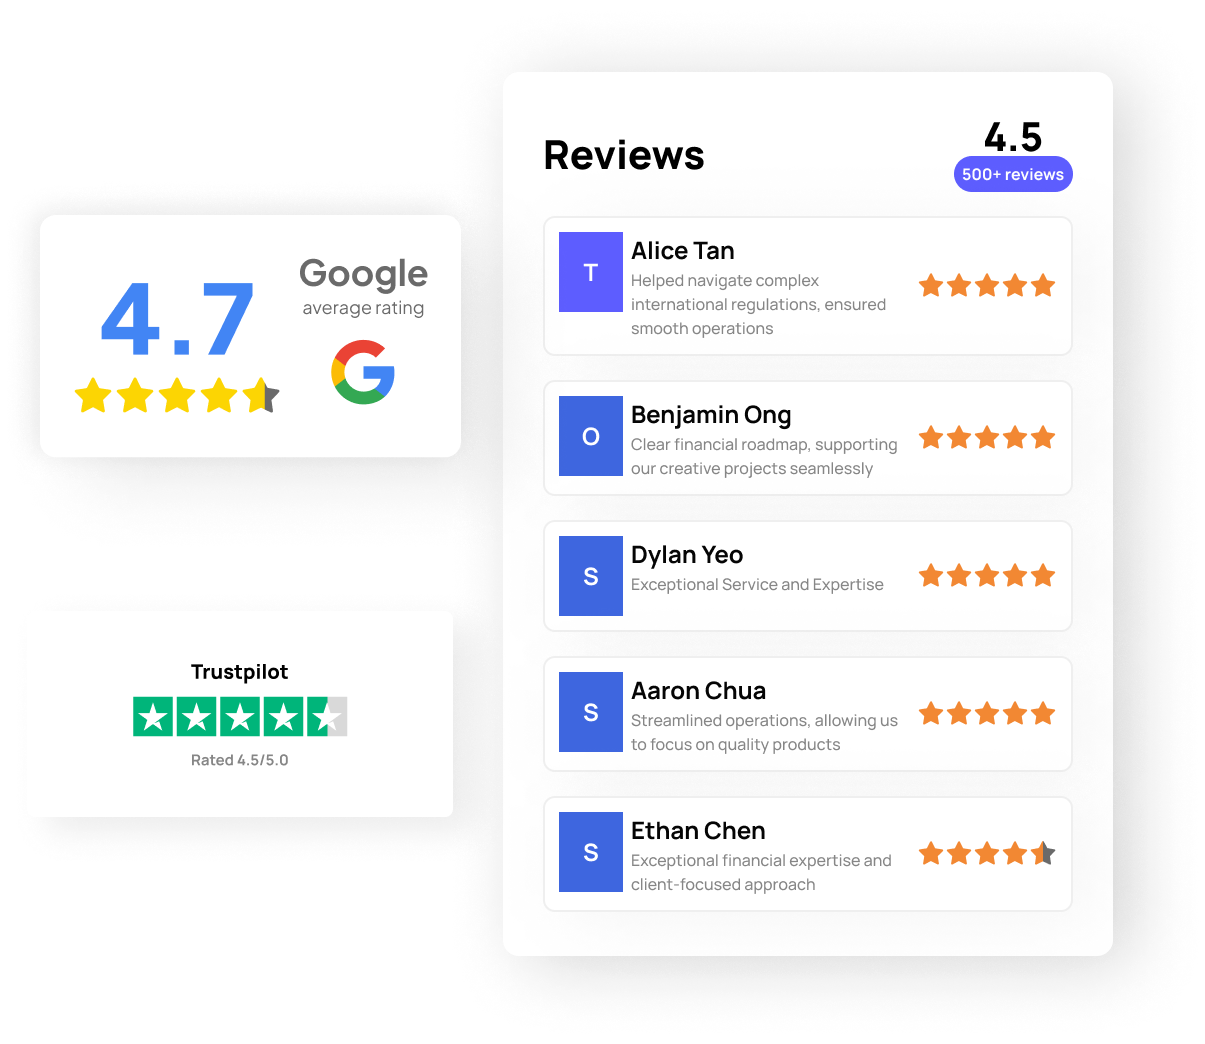 4.7
Google
average rating
Trustpilot
Rated 4.5/5.0
Reviews
4.5
500+ reviews
T
Alice Tan
Helped navigate complex
international regulations, ensured
smooth operations
O
Benjamin Ong
Clear financial roadmap, supporting
our creative projects seamlessly
S
Dylan Yeo
Exceptional Service and Expertise
S
Aaron Chua
Streamlined operations, allowing us
to focus on quality products
S
Ethan Chen
Exceptional financial expertise and
client-focused approach